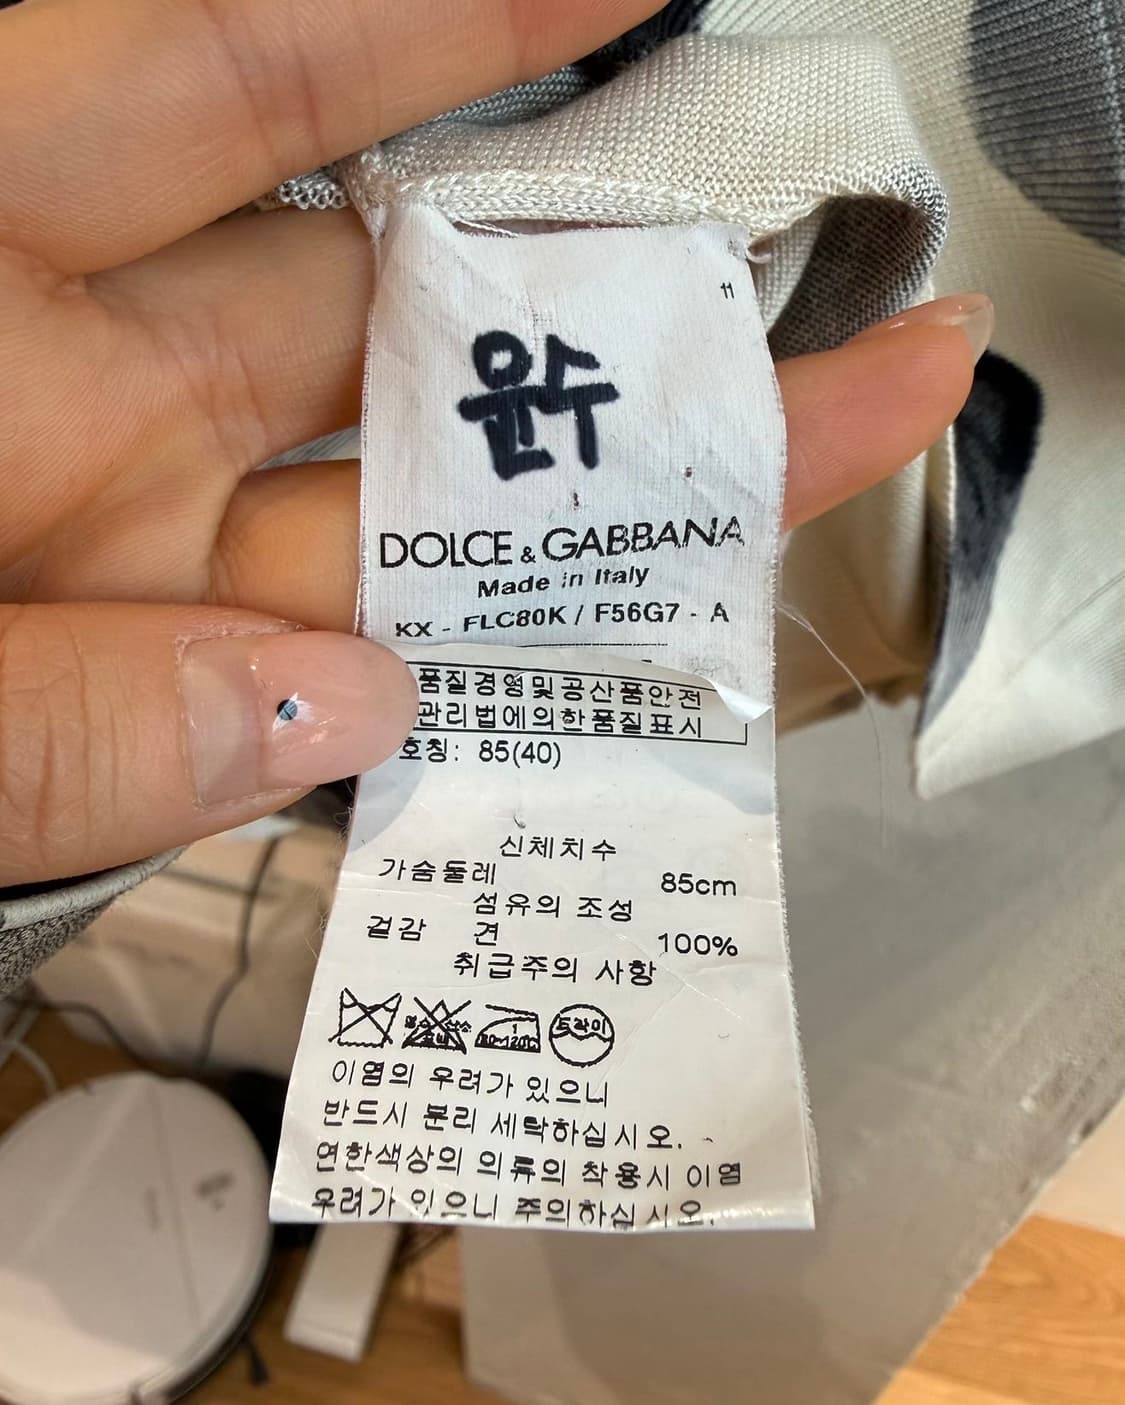 11
윤수
DOLCE & GABBANA
Made in Italy
KX - FLC80K / F56G7 - A
품질경영및공산품안전
관리법에의한품질표시
호칭: 85(40)
신체치수
가슴둘레 85cm
섬유의 조성
겉감 견 100%
취급주의 사항
1 80~120℃ 드라이
이염의 우려가 있으니
반드시 분리 세탁하십시오.
연한색상의 의류의 착용시 이염
우려가 있으니 주의하십시오.